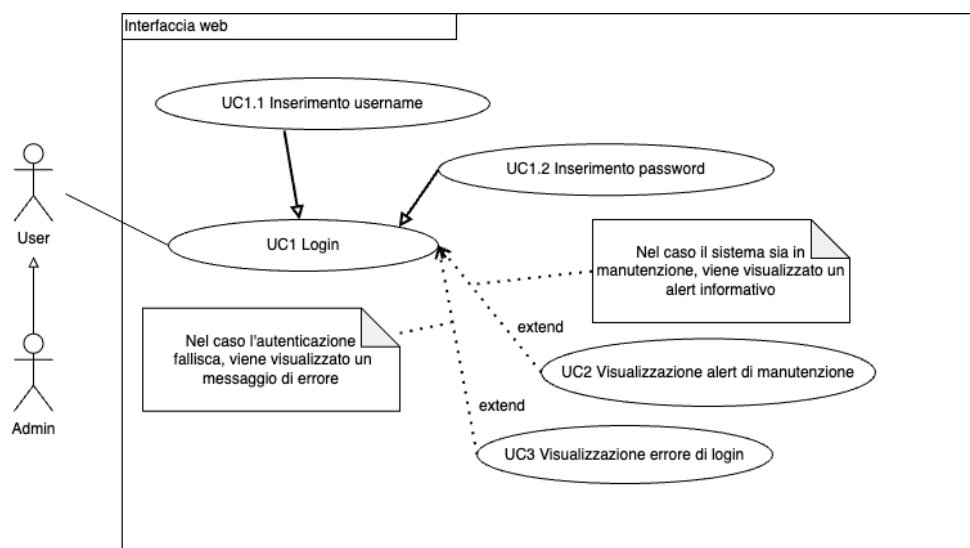 Interfaccia web
UC1.1 Inserimento username
UC1.2 Inserimento password
User
UC1 Login
Nel caso il sistema sia in
manutenzione, viene visualizzato un
alert informativo
extend
Nel caso l'autenticazione
fallisca, viene visualizzato un
messaggio di errore
UC2 Visualizzazione alert di manutenzione
extend
Admin
UC3 Visualizzazione errore di login